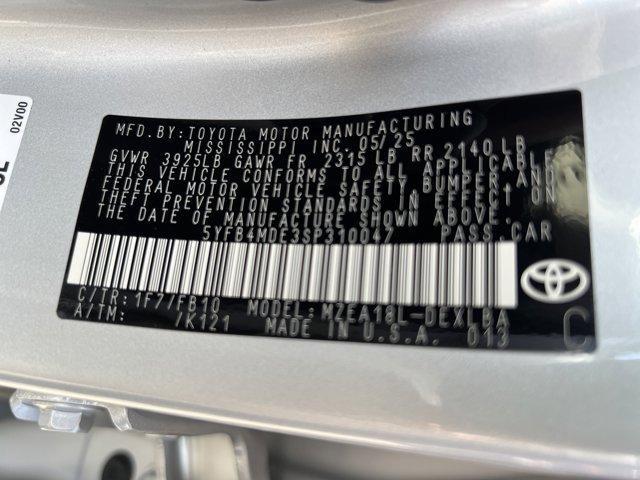 02V00
MFD.BY:TOYOTA MOTOR MANUFACTURING
MISSISSIPPI INC. 05/25
GVWR 3925LB GAWR FR 2315 LB RR 2140 LB
THIS VEHICLE CONFORMS TO ALL APPLICABLE
FEDERAL MOTOR VEHICLE SAFETY, BUMPER, AND
THEFT PREVENTION STANDARDS IN EFFECT ON
THE DATE OF MANUFACTURE SHOWN ABOVE.
5YFB4MDE3SP310047 PASS.CAR
C/TR: 1F7/FB10 MODEL: MZEA18L-DEXLBA
A/TM: /K121 MADE IN U.S.A. 013
C